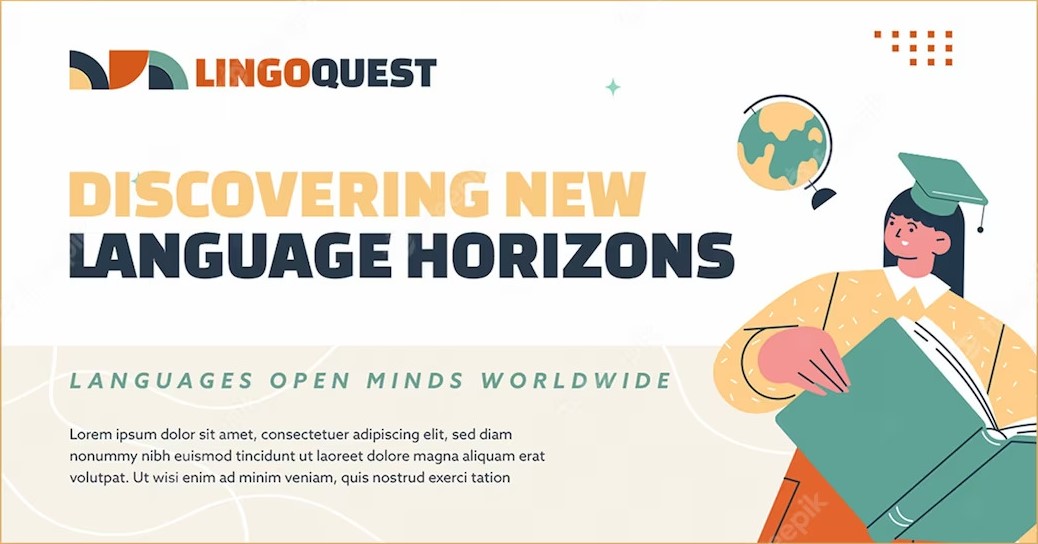 LINGOQUEST
DISCOVERING NEW
LANGUAGE HORIZONS
LANGUAGES OPEN MINDS WORLDWIDE
Lorem ipsum dolor sit amet, consectetuer adipiscing elit, sed diam
nonummy nibh euismod tincidunt ut laoreet dolore magna aliquam erat
volutpat. Ut wisi enim ad minim veniam, quis nostrud exerci tation